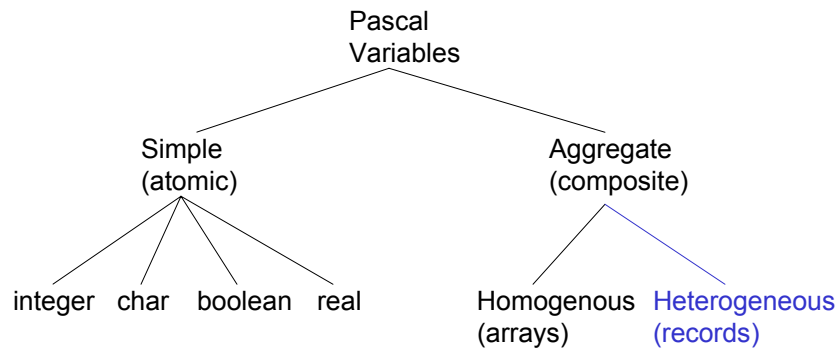 Pascal
Variables
Simple
(atomic)
Aggregate
(composite)
integer char boolean real
Homogenous
(arrays)
Heterogeneous
(records)